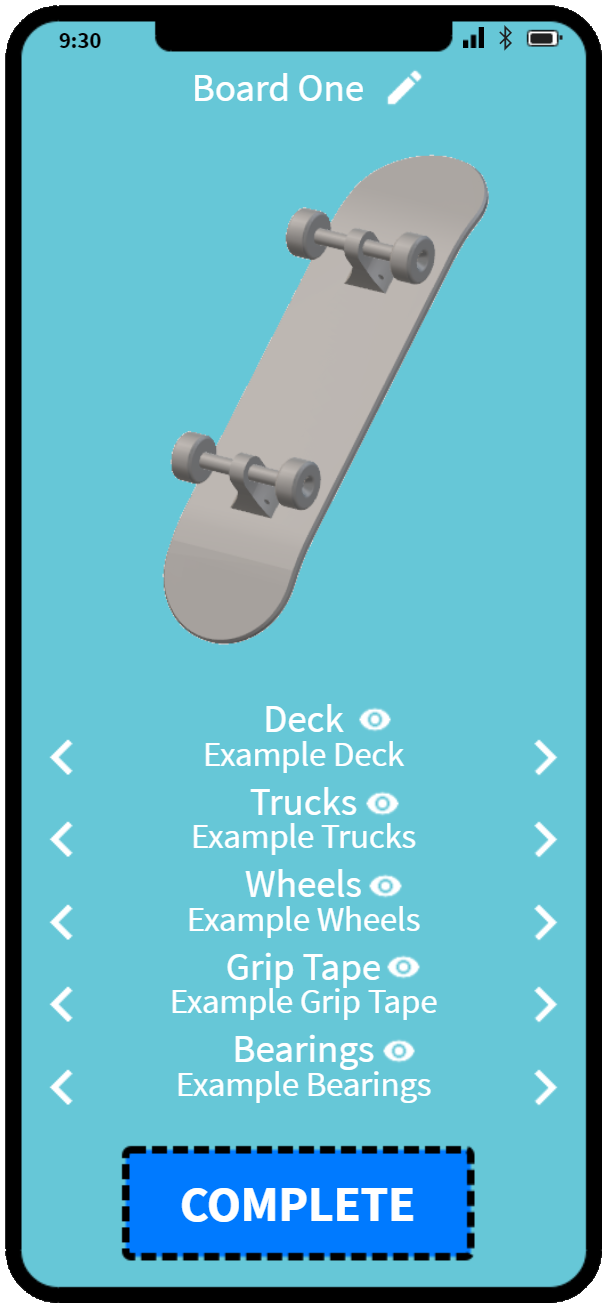 9:30
Board One
Deck
Example Deck
Trucks
Example Trucks
Wheels
Example Wheels
Grip Tape
Example Grip Tape
Bearings
Example Bearings
COMPLETE